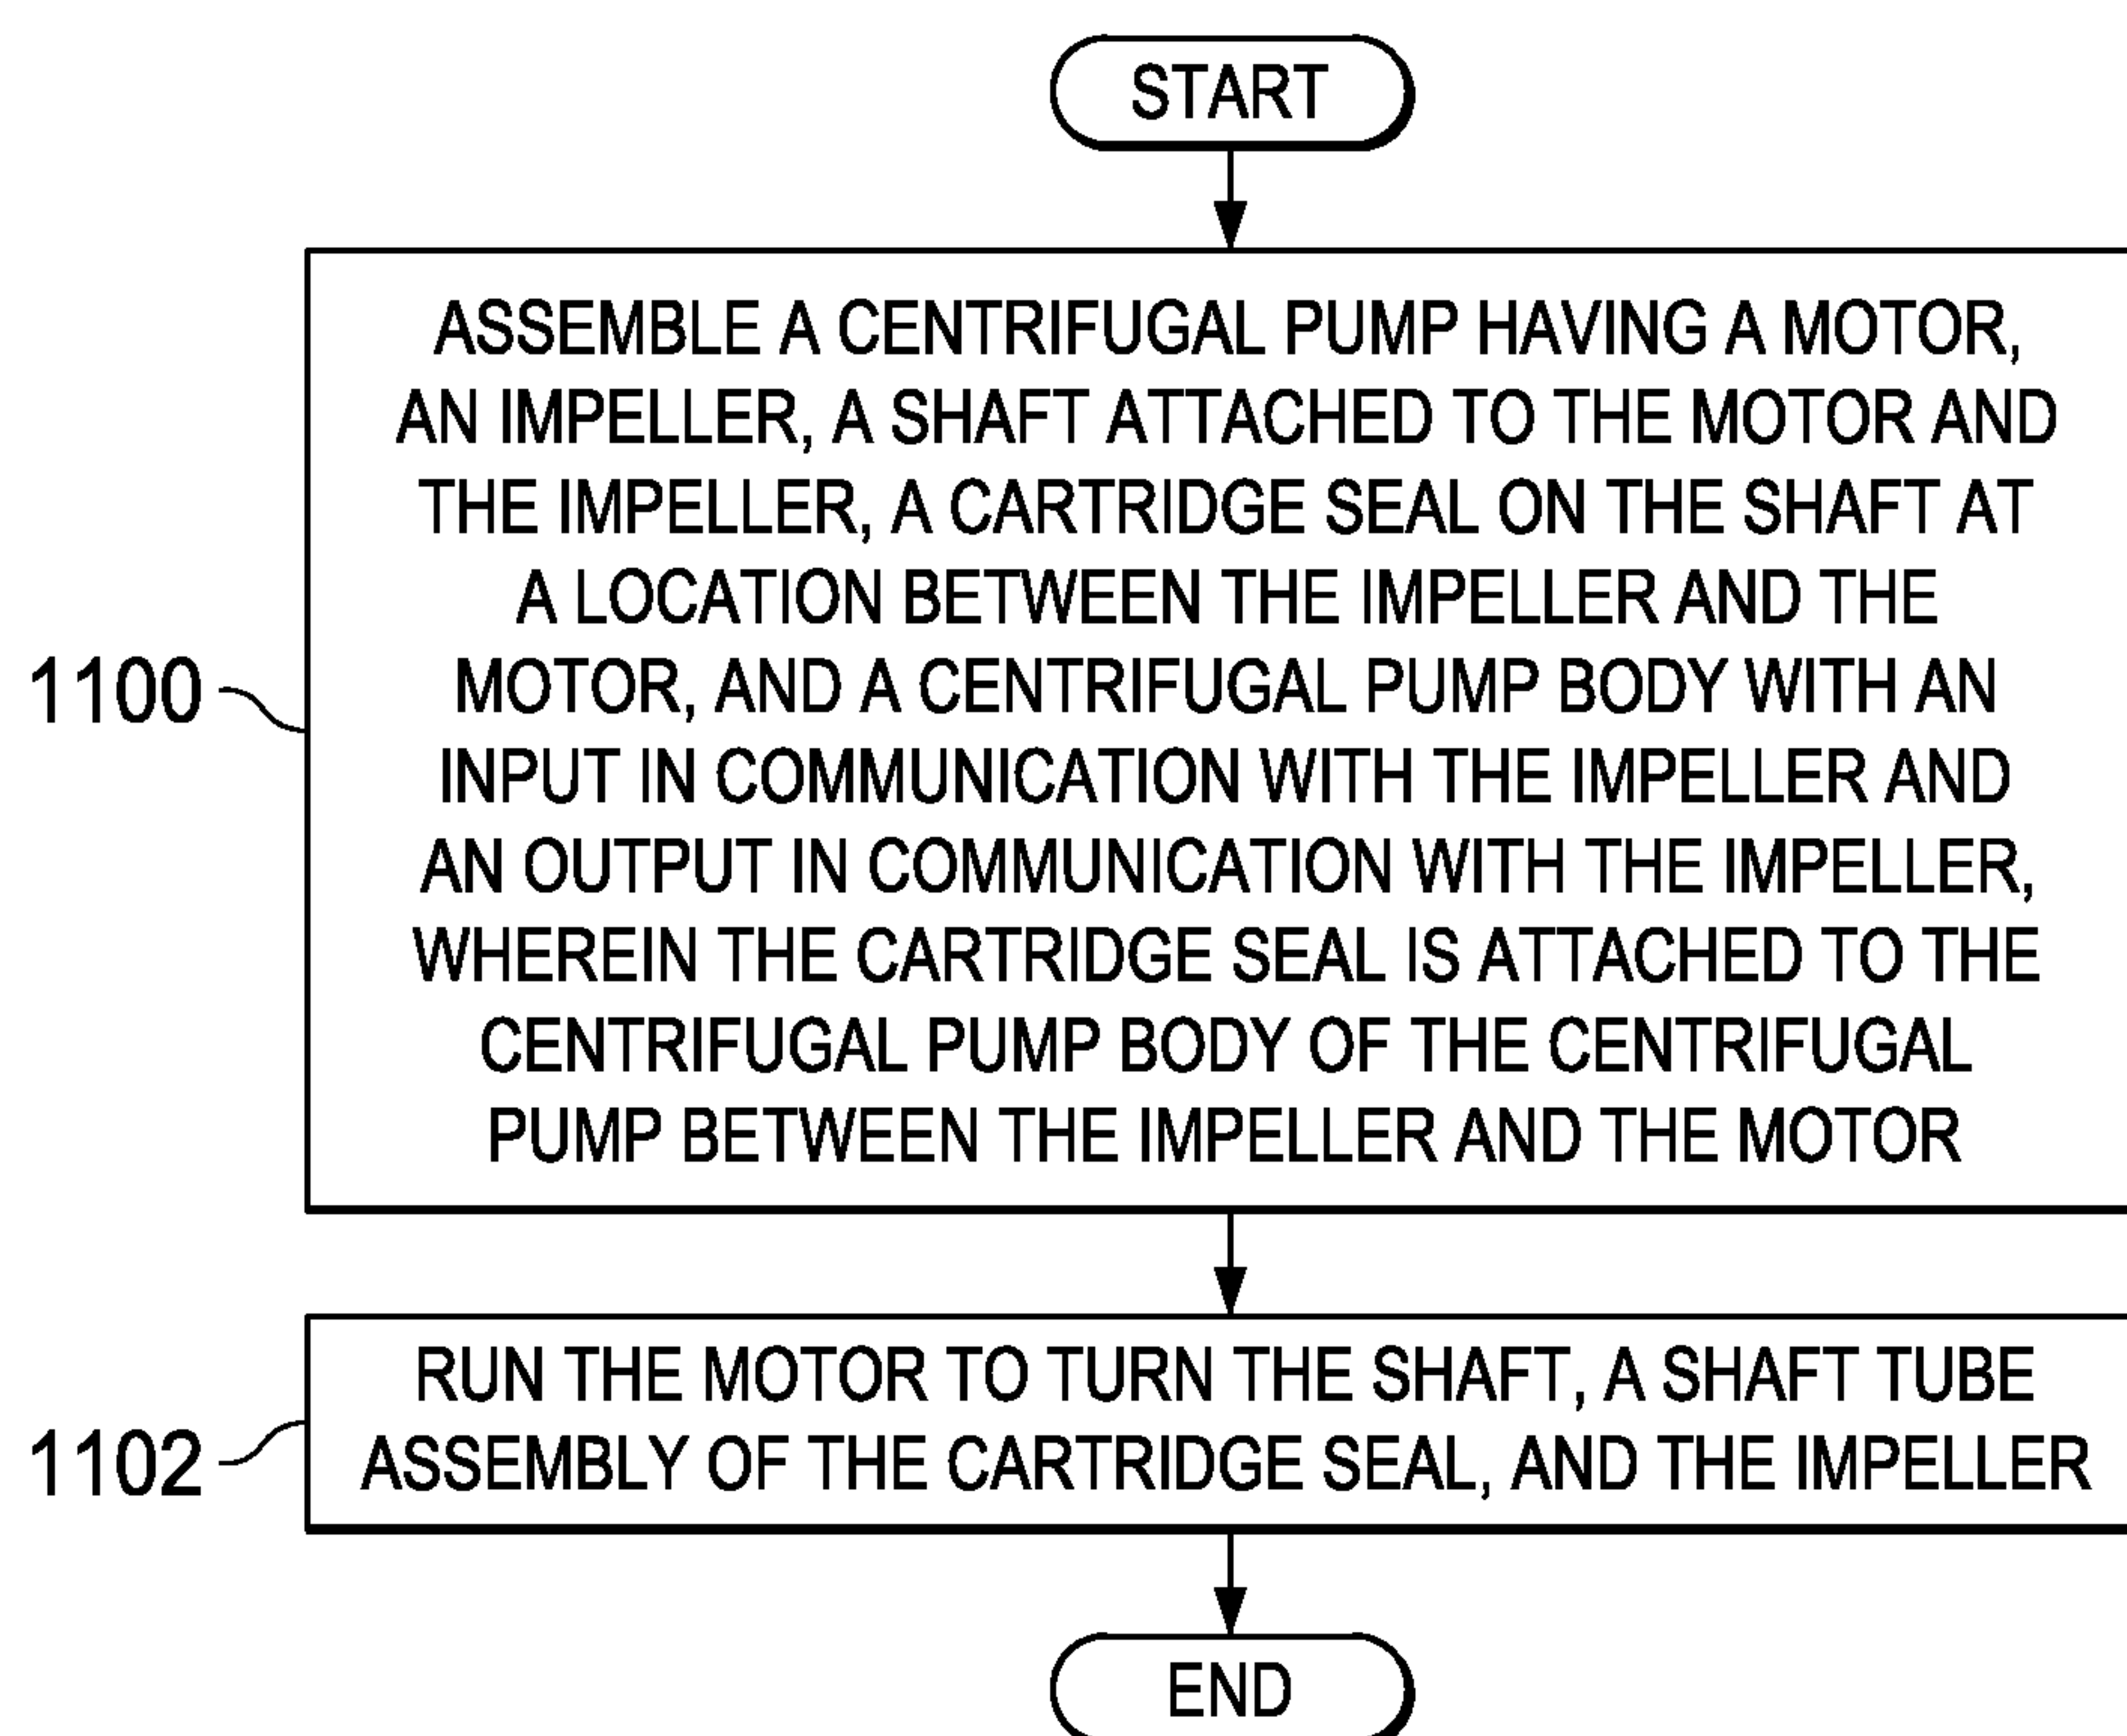 START
ASSEMBLE A CENTRIFUGAL PUMP HAVING A MOTOR,
AN IMPELLER, A SHAFT ATTACHED TO THE MOTOR AND
THE IMPELLER, A CARTRIDGE SEAL ON THE SHAFT AT
A LOCATION BETWEEN THE IMPELLER AND THE
MOTOR, AND A CENTRIFUGAL PUMP BODY WITH AN
INPUT IN COMMUNICATION WITH THE IMPELLER AND
AN OUTPUT IN COMMUNICATION WITH THE IMPELLER,
WHEREIN THE CARTRIDGE SEAL IS ATTACHED TO THE
CENTRIFUGAL PUMP BODY OF THE CENTRIFUGAL
PUMP BETWEEN THE IMPELLER AND THE MOTOR
1100
RUN THE MOTOR TO TURN THE SHAFT, A SHAFT TUBE
ASSEMBLY OF THE CARTRIDGE SEAL, AND THE IMPELLER
1102
END